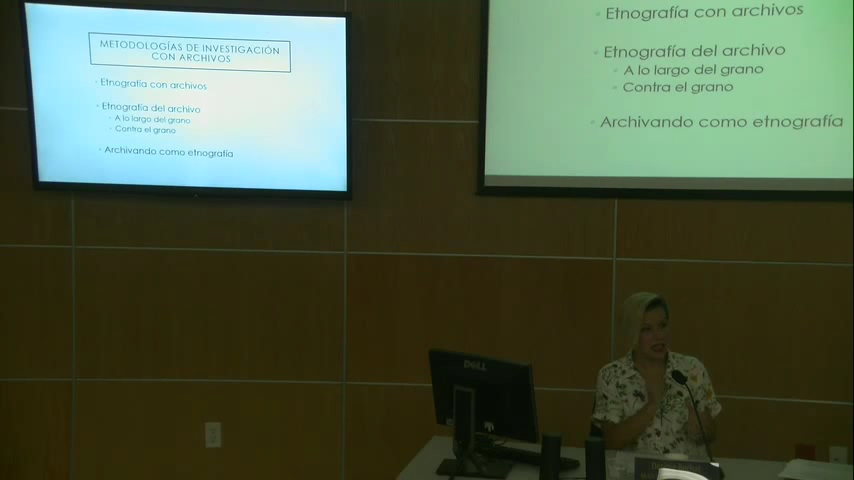 METODOLOGÍAS DE INVESTIGACIÓN
CON ARCHIVOS
Etnografía con archivos
Etnografía del archivo
A lo largo del grano
Contra el grano
Archivando como etnografía
Etnografía con archivos
Etnografía del archivo
A lo largo del grano
Contra el grano
Archivando como etnografía
DELL